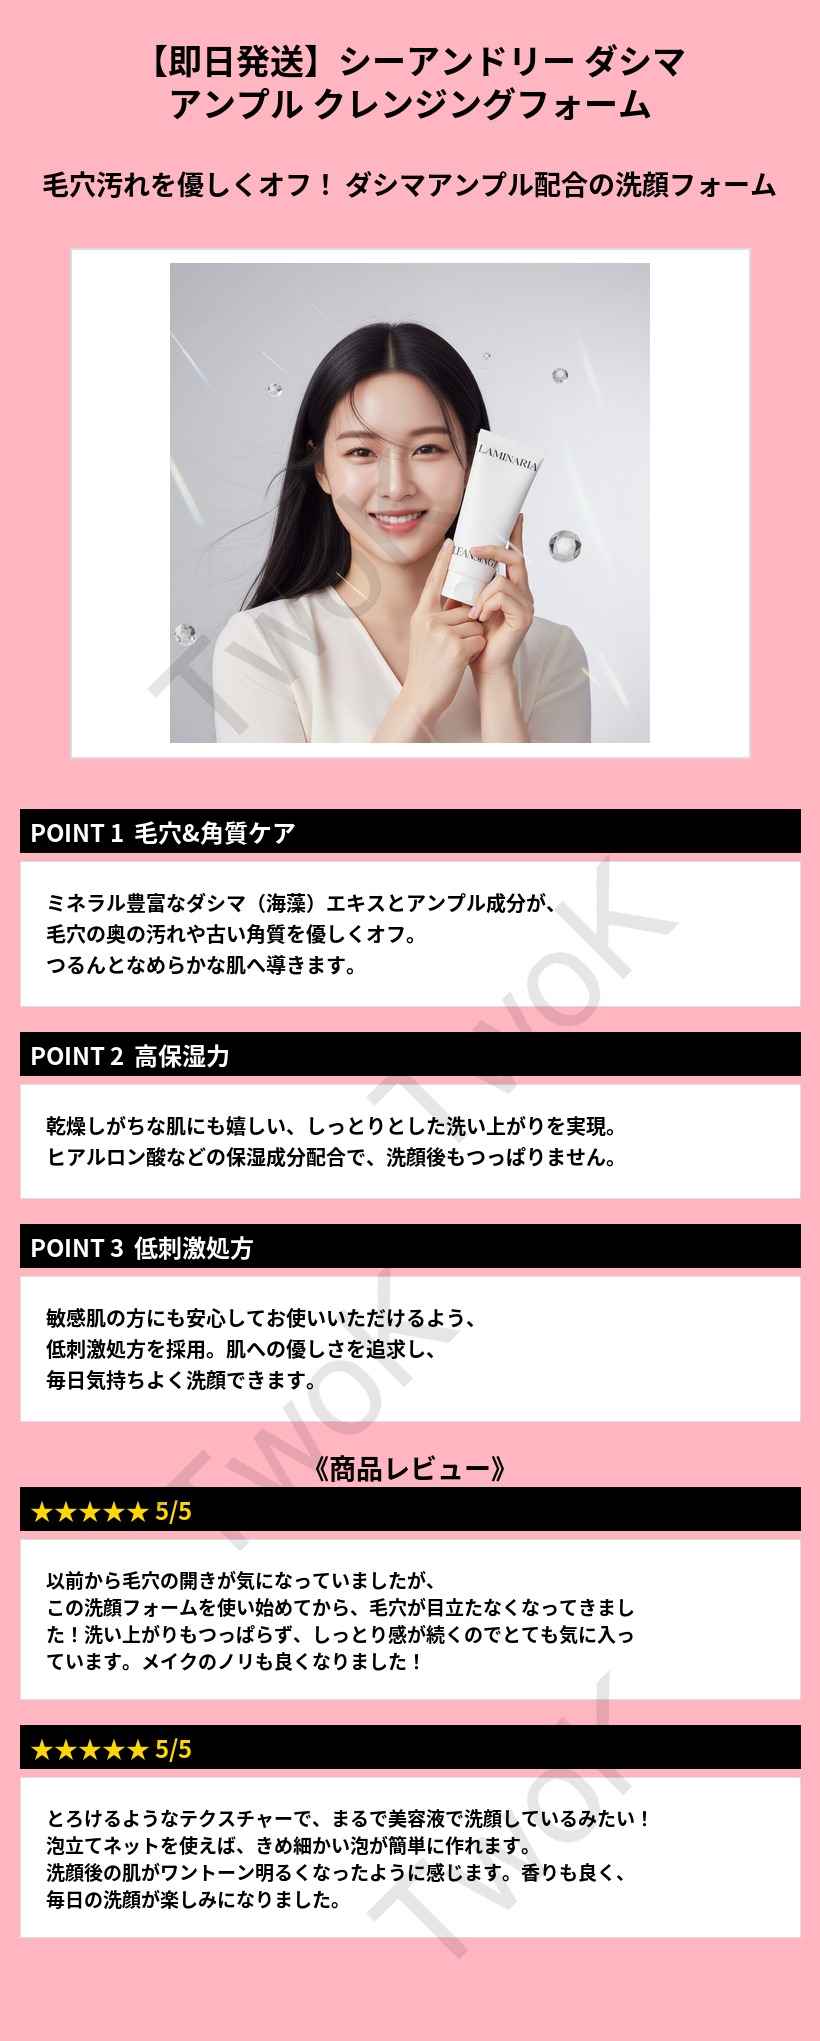 【即日発送】シーアンドリー ダシマ
アンプル クレンジングフォーム
毛穴汚れを優しくオフ！ ダシマアンプル配合の洗顔フォーム
LAMINARIA
CLEANSING
TwoK
POINT 1 毛穴&角質ケア
ミネラル豊富なダシマ（海藻）エキスとアンプル成分が、
毛穴の奥の汚れや古い角質を優しくオフ。
つるんとなめらかな肌へ導きます。
TwoK
POINT 2 高保湿力
乾燥しがちな肌にも嬉しい、しっとりとした洗い上がりを実現。
ヒアルロン酸などの保湿成分配合で、洗顔後もつっぱりません。
POINT 3 低刺激処方
敏感肌の方にも安心してお使いいただけるよう、
低刺激処方を採用。肌への優しさを追求し、
毎日気持ちよく洗顔できます。
TwoK
《商品レビュー》
★★★★★ 5/5
以前から毛穴の開きが気になっていましたが、
この洗顔フォームを使い始めてから、毛穴が目立たなくなってきまし
た！洗い上がりもつっぱらず、しっとり感が続くのでとても気に入っ
ています。メイクのノリも良くなりました！
★★★★★ 5/5
とろけるようなテクスチャーで、まるで美容液で洗顔しているみたい！
泡立てネットを使えば、きめ細かい泡が簡単に作れます。
洗顔後の肌がワントーン明るくなったように感じます。香りも良く、
毎日の洗顔が楽しみになりました。
TwoK